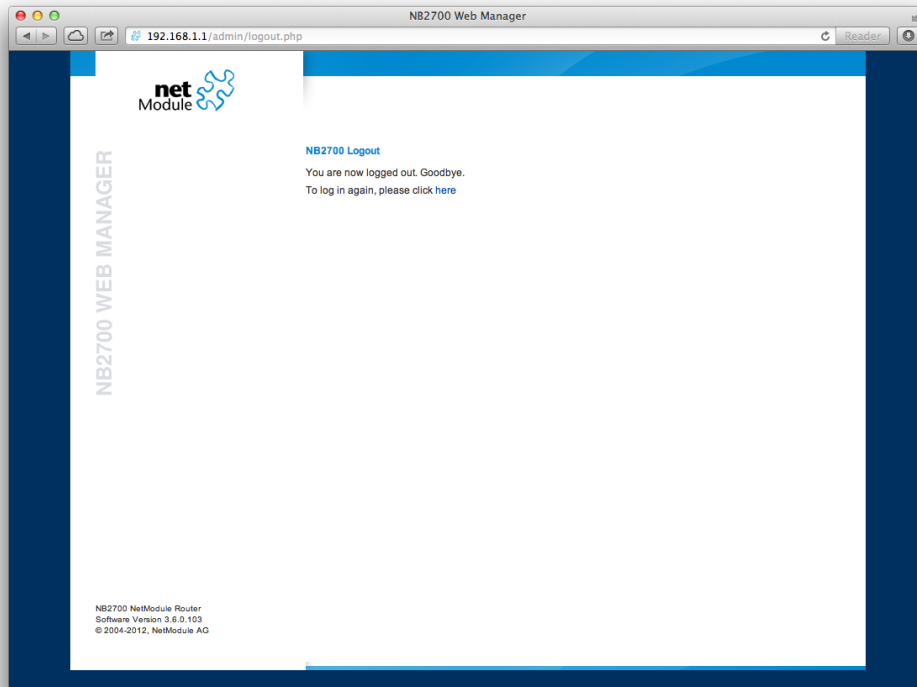 NB2700 Web Manager
192.168.1.1/admin/logout.php
Reader
net
Module
NB2700 WEB MANAGER
NB2700 Logout
You are now logged out. Goodbye.
To log in again, please click here
NB2700 NetModule Router
Software Version 3.6.0.103
© 2004-2012, NetModule AG